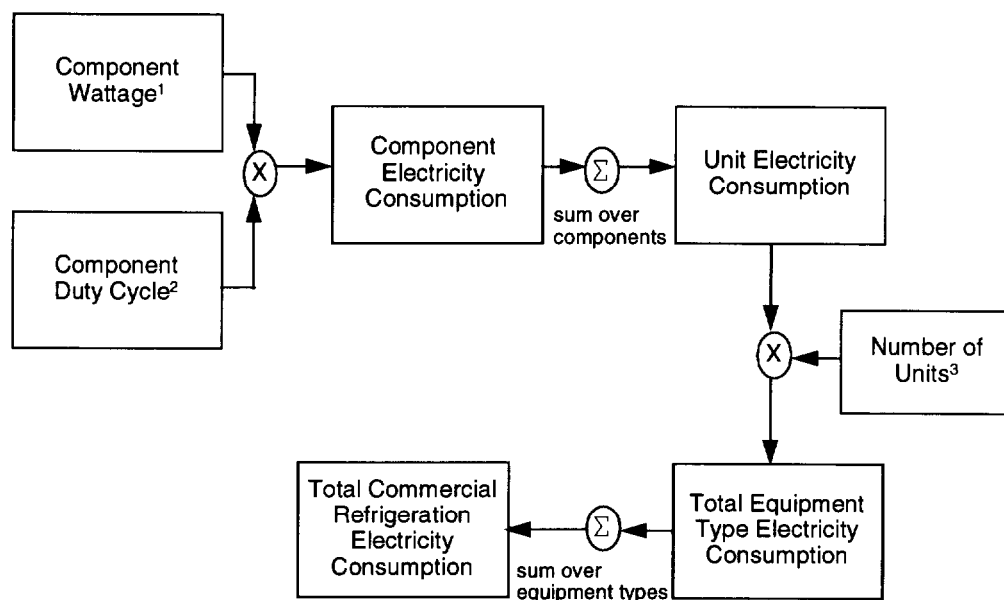 Component
Wattage¹
X
Component
Duty Cycle²
Component
Electricity
Consumption
Σ
sum over
components
Unit Electricity
Consumption
X
Number of
Units³
Total Equipment
Type Electricity
Consumption
Σ
sum over
equipment types
Total Commercial
Refrigeration
Electricity
Consumption